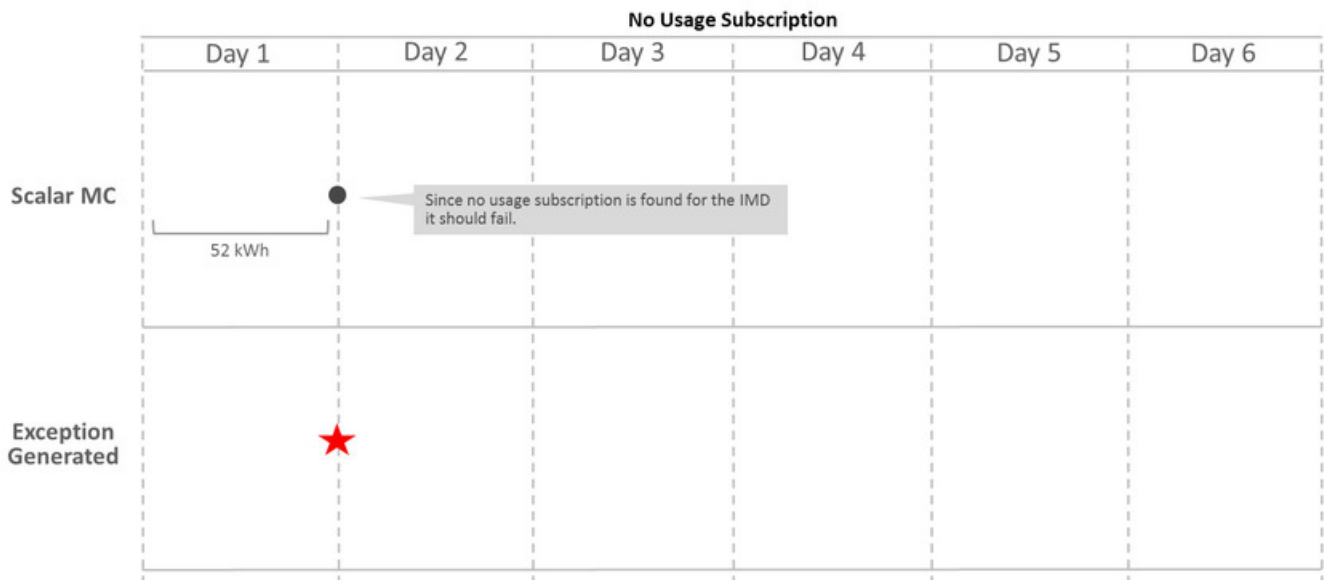 No Usage Subscription
Day 1 Day 2 Day 3 Day 4 Day 5 Day 6
Scalar MC
Since no usage subscription is found for the IMD
it should fail.
52 kWh
Exception
Generated